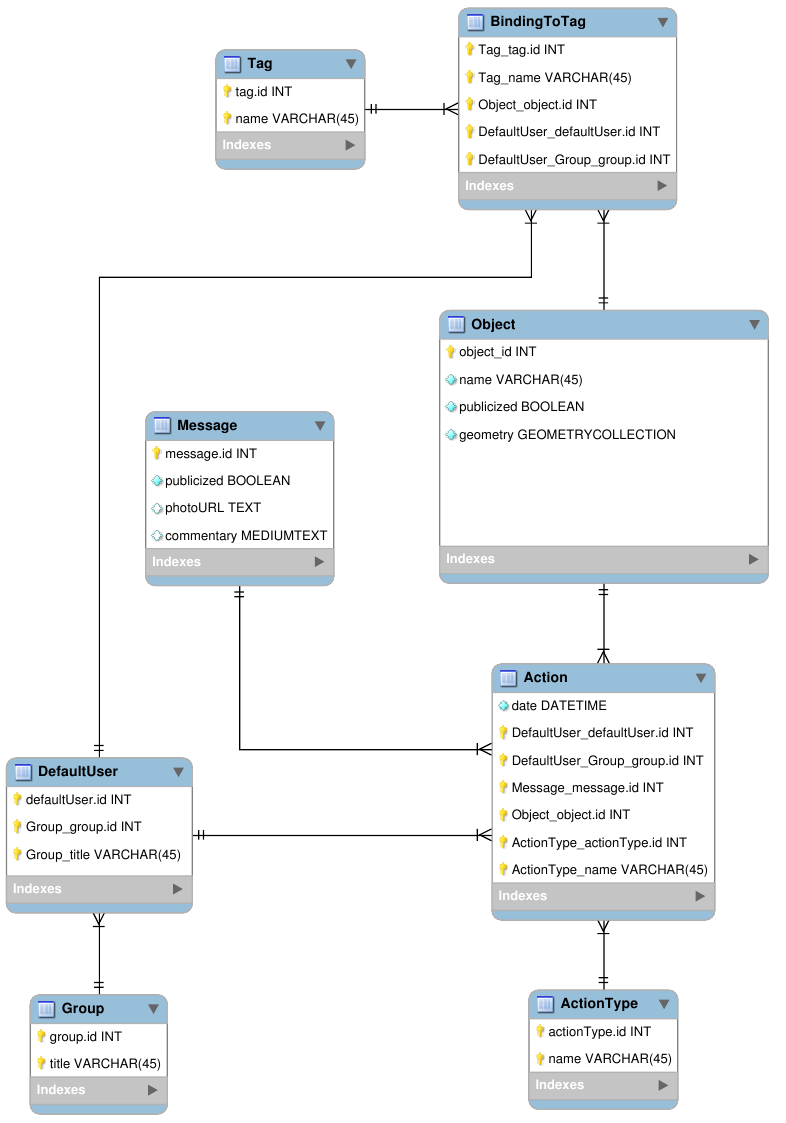 BindingToTag
Tag_tag.id INT
Tag_name VARCHAR(45)
Object_object.id INT
DefaultUser_defaultUser.id INT
DefaultUser_Group_group.id INT
Indexes
Tag
tag.id INT
name VARCHAR(45)
Indexes
Object
object_id INT
name VARCHAR(45)
publicized BOOLEAN
geometry GEOMETRYCOLLECTION
Indexes
Message
message.id INT
publicized BOOLEAN
photoURL TEXT
commentary MEDIUMTEXT
Indexes
Action
date DATETIME
DefaultUser_defaultUser.id INT
DefaultUser_Group_group.id INT
Message_message.id INT
Object_object.id INT
ActionType_actionType.id INT
ActionType_name VARCHAR(45)
Indexes
DefaultUser
defaultUser.id INT
Group_group.id INT
Group_title VARCHAR(45)
Indexes
Group
group.id INT
title VARCHAR(45)
Indexes
ActionType
actionType.id INT
name VARCHAR(45)
Indexes